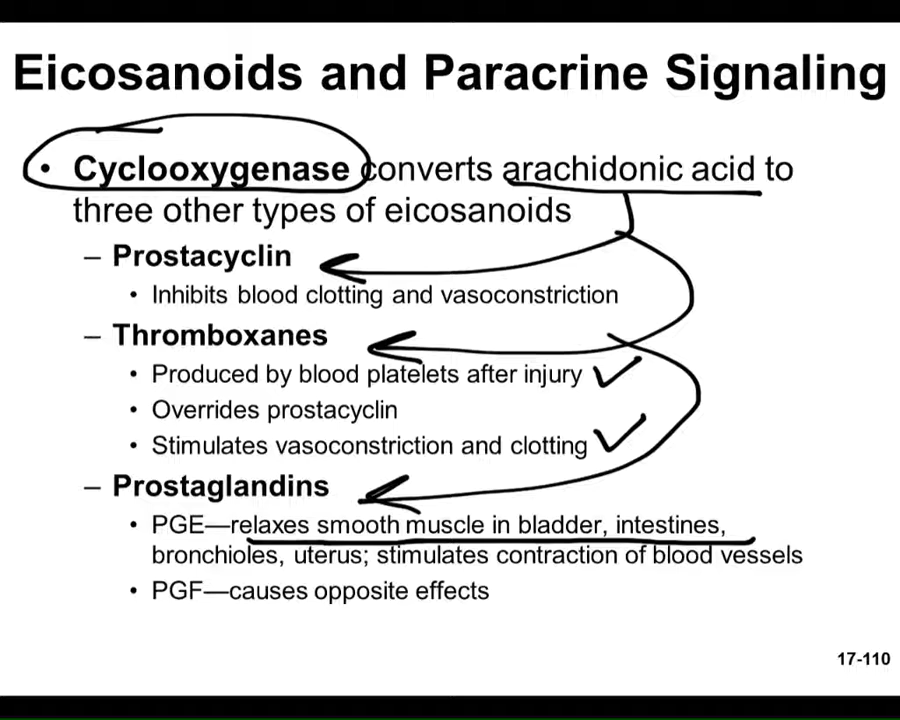 Eicosanoids and Paracrine Signaling
• Cyclooxygenase converts arachidonic acid to
three other types of eicosanoids
– Prostacyclin
• Inhibits blood clotting and vasoconstriction
– Thromboxanes
• Produced by blood platelets after injury
• Overrides prostacyclin
• Stimulates vasoconstriction and clotting
– Prostaglandins
• PGE—relaxes smooth muscle in bladder, intestines,
bronchioles, uterus; stimulates contraction of blood vessels
• PGF—causes opposite effects
17-110